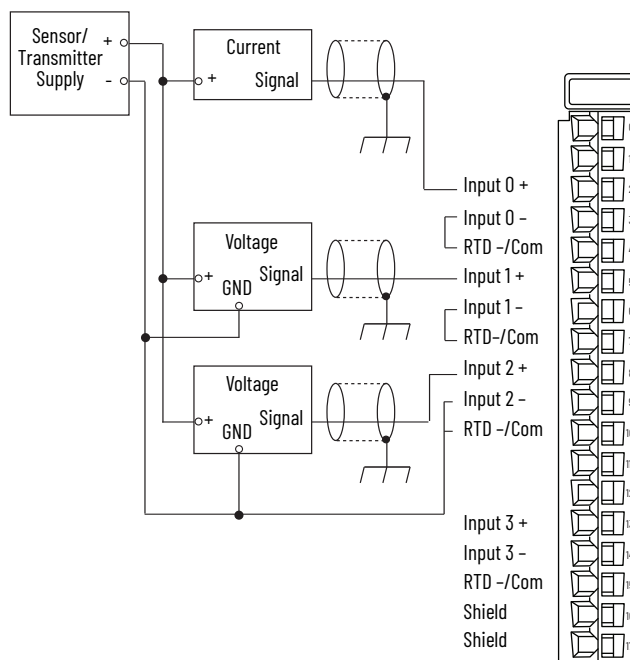 Sensor/
Transmitter
Supply
+
-
Current
+
Signal
Input 0 +
Input 0 –
RTD –/Com
Voltage
+
Signal
GND
Input 1 +
Input 1 –
RTD–/Com
Voltage
+
Signal
GND
Input 2 +
Input 2 –
RTD –/Com
Input 3 +
Input 3 –
RTD –/Com
Shield
Shield